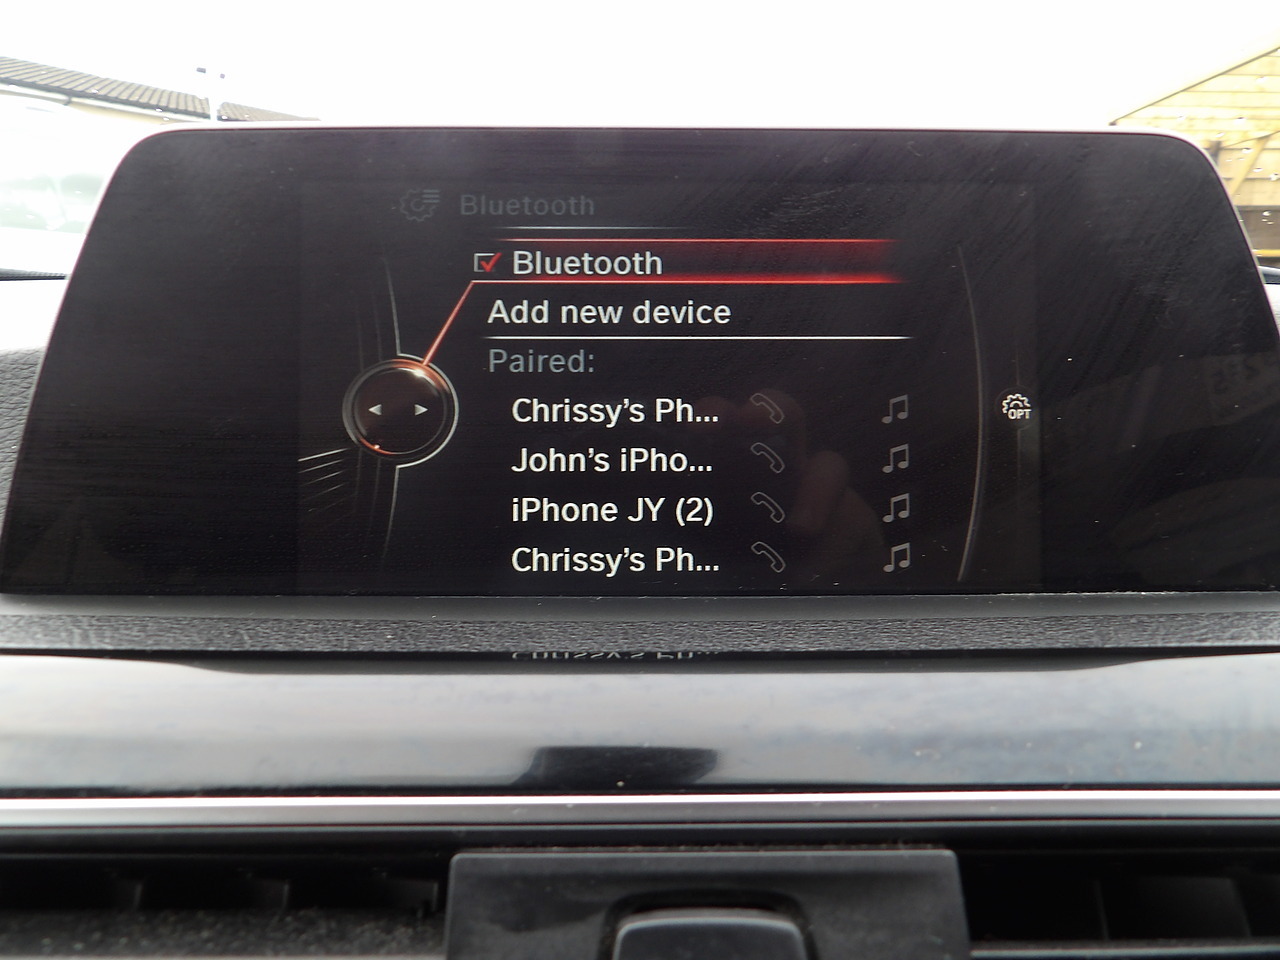 Bluetooth
Bluetooth
Add new device
Paired:
Chrissy's Ph...
John's iPho...
iPhone JY (2)
Chrissy's Ph...
OPT